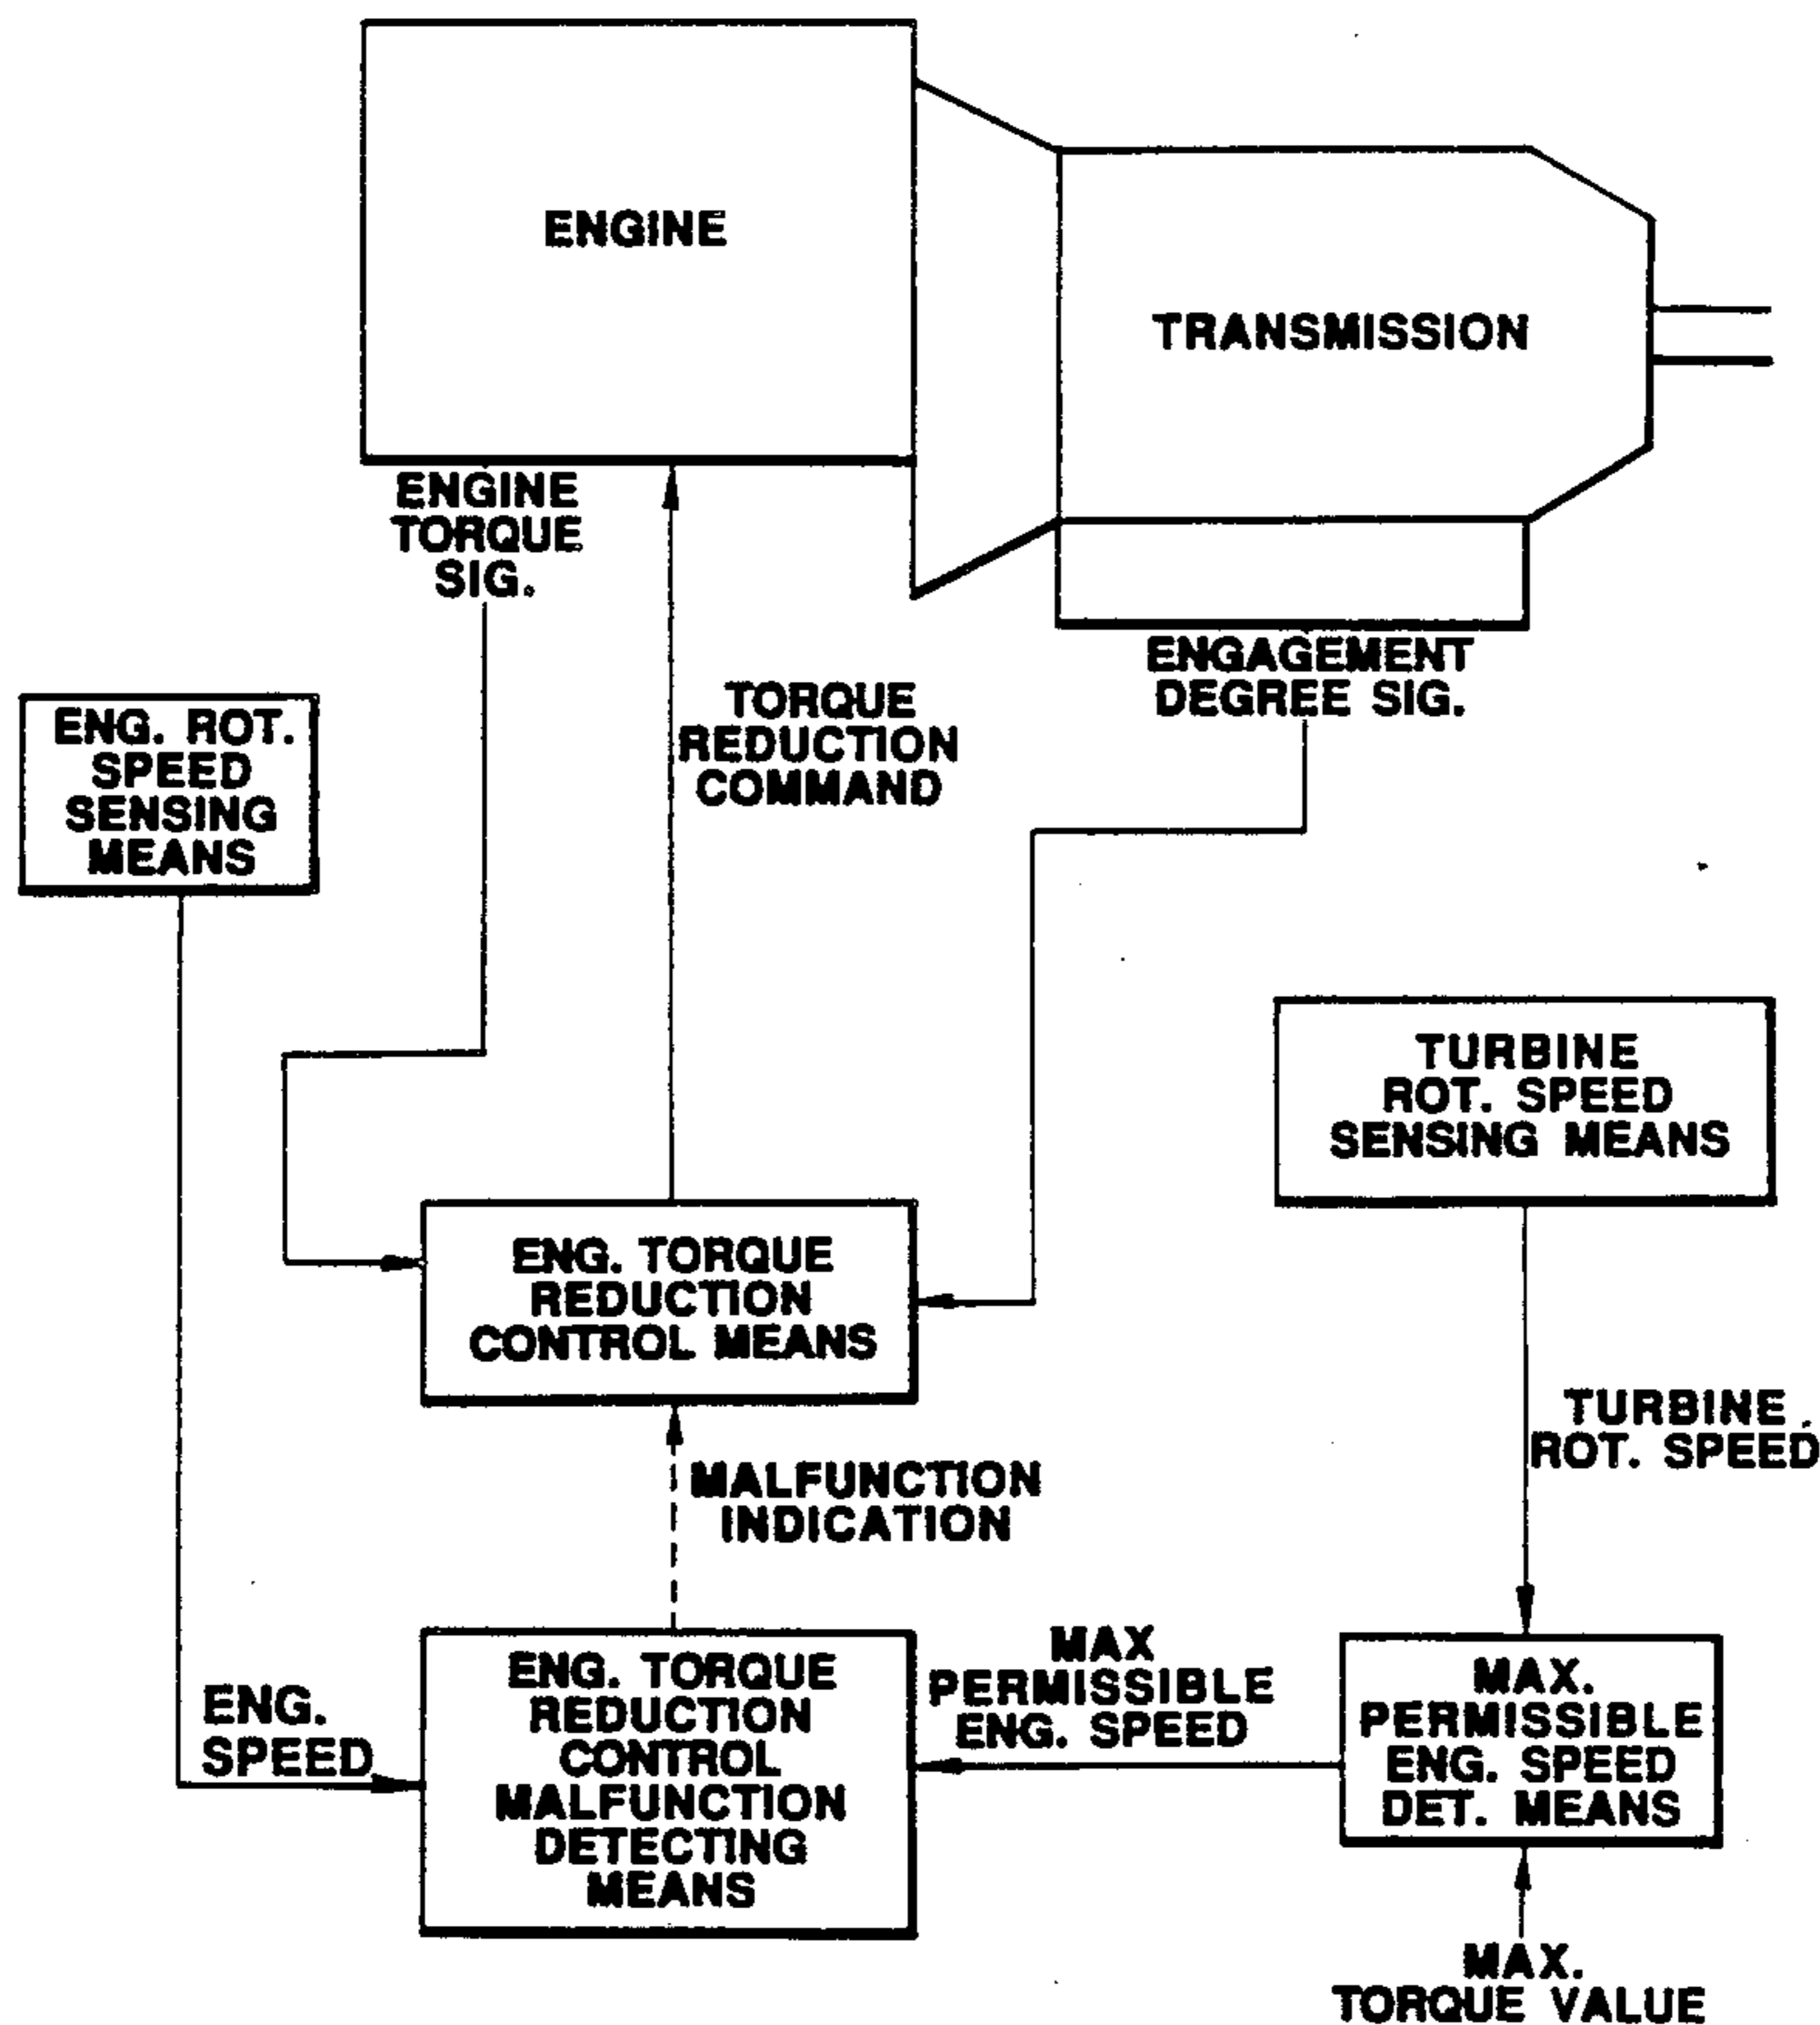 ENGINE
TRANSMISSION
ENGINE
TORQUE
SIG.
ENGAGEMENT
DEGREE SIG.
TORQUE
REDUCTION
COMMAND
ENG. ROT.
SPEED
SENSING
MEANS
TURBINE
ROT. SPEED
SENSING MEANS
ENG. TORQUE
REDUCTION
CONTROL MEANS
TURBINE
ROT. SPEED
MALFUNCTION
INDICATION
ENG.
SPEED
ENG. TORQUE
REDUCTION
CONTROL
MALFUNCTION
DETECTING
MEANS
MAX
PERMISSIBLE
ENG. SPEED
MAX.
PERMISSIBLE
ENG. SPEED
DET. MEANS
MAX.
TORQUE VALUE